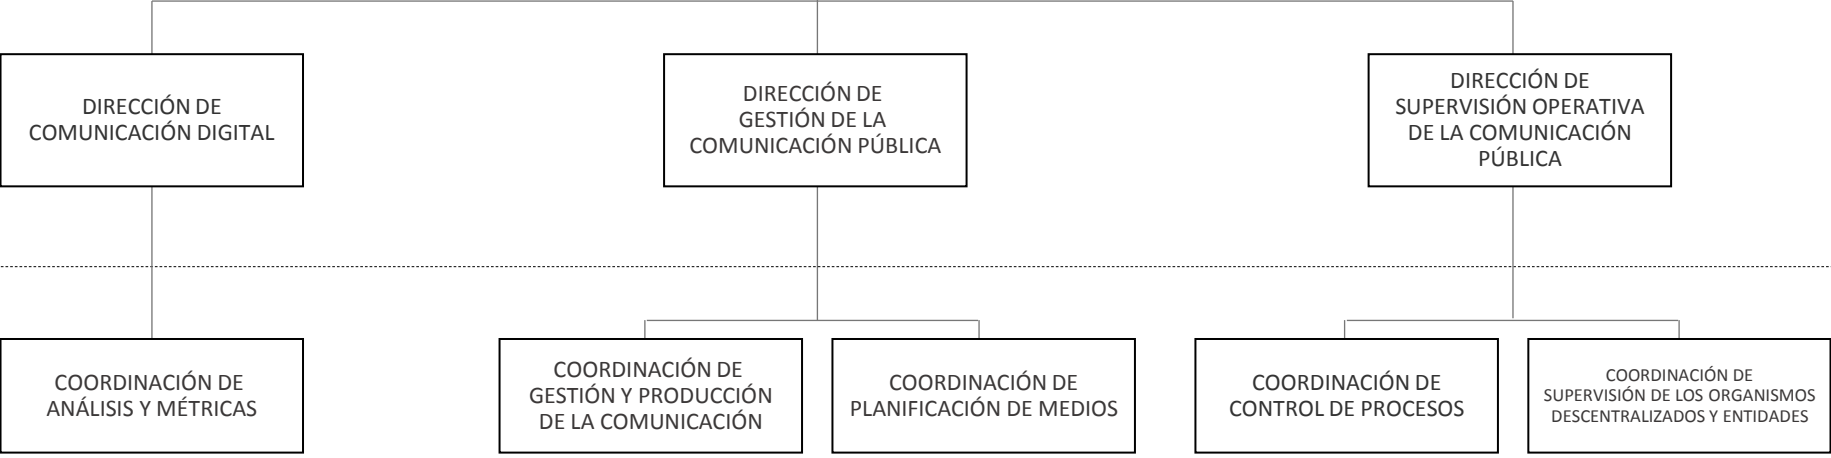 DIRECCIÓN DE
COMUNICACIÓN DIGITAL
DIRECCIÓN DE
GESTIÓN DE LA
COMUNICACIÓN PÚBLICA
DIRECCIÓN DE
SUPERVISIÓN OPERATIVA
DE LA COMUNICACIÓN
PÚBLICA
COORDINACIÓN DE
ANÁLISIS Y MÉTRICAS
COORDINACIÓN DE
GESTIÓN Y PRODUCCIÓN
DE LA COMUNICACIÓN
COORDINACIÓN DE
PLANIFICACIÓN DE MEDIOS
COORDINACIÓN DE
CONTROL DE PROCESOS
COORDINACIÓN DE
SUPERVISIÓN DE LOS ORGANISMOS
DESCENTRALIZADOS Y ENTIDADES